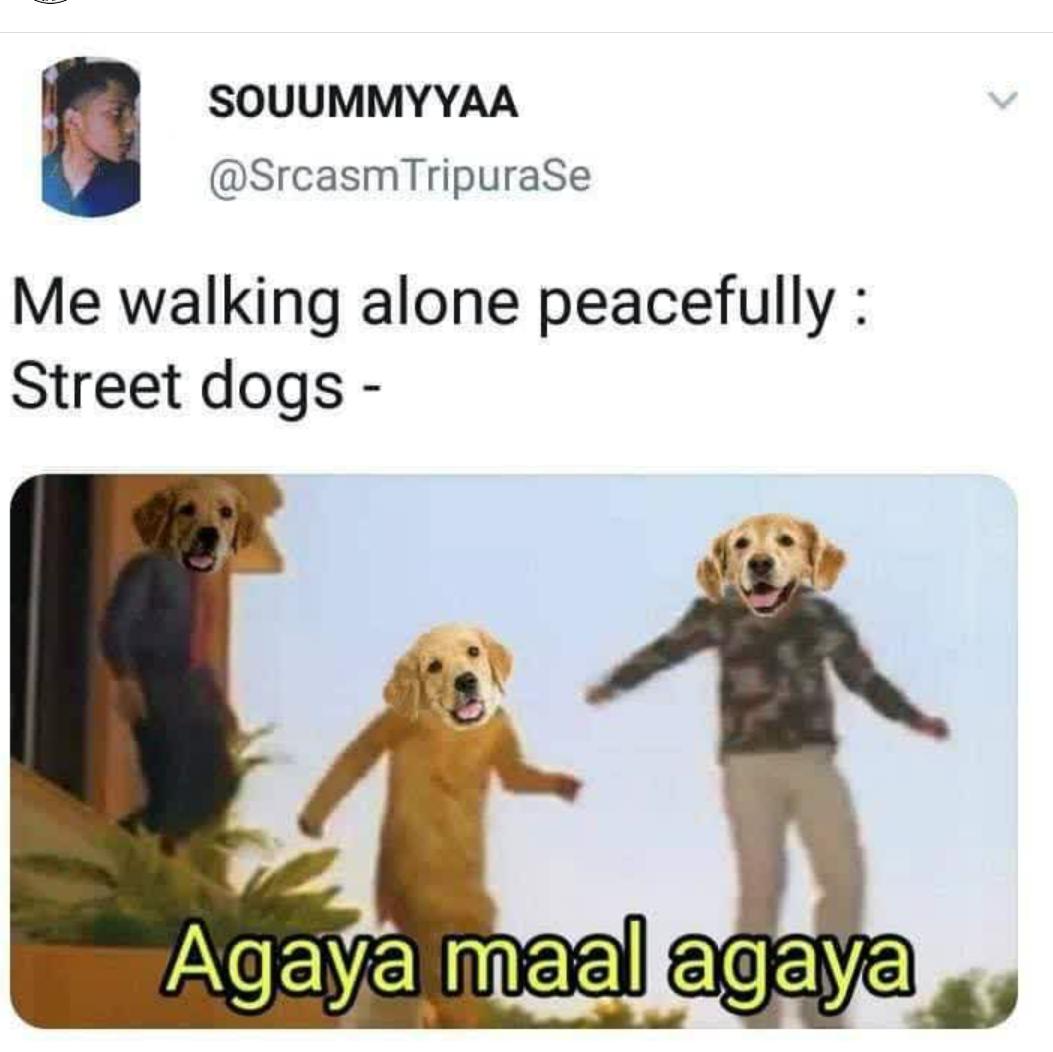 SOUUMMYYAA
@SrcasmTripuraSe
Me walking alone peacefully :
Street dogs -
Agaya maal agaya